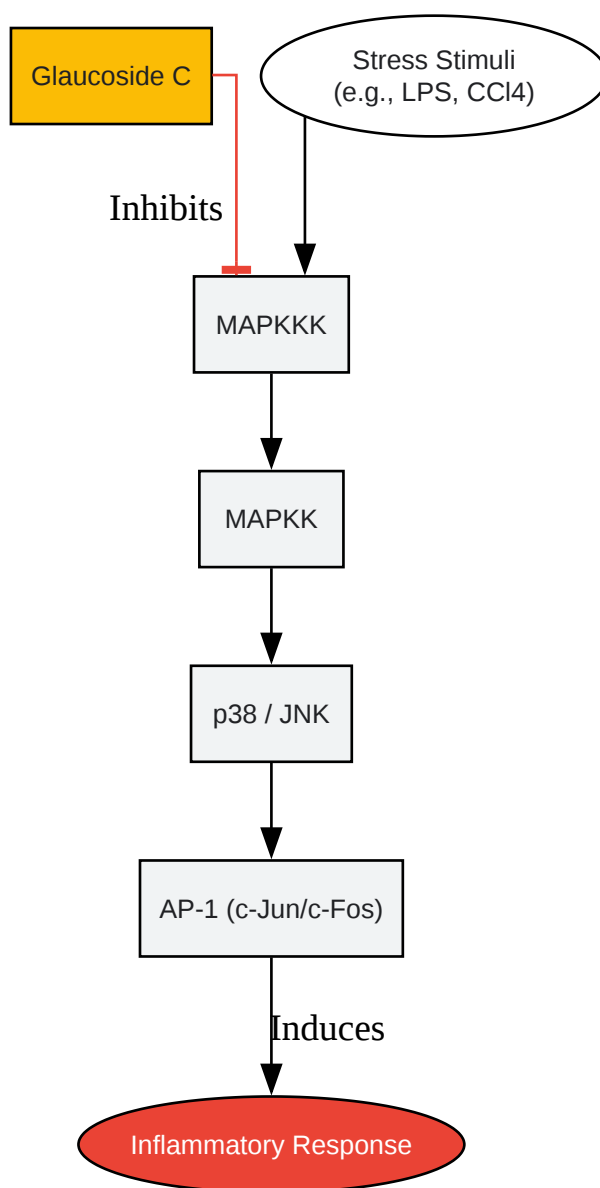 Glaucoside C
Stress Stimuli
(e.g., LPS, CCl4)
Inhibits
MAPKKK
MAPKK
p38 / JNK
AP-1 (c-Jun/c-Fos)
Induces
Inflammatory Response